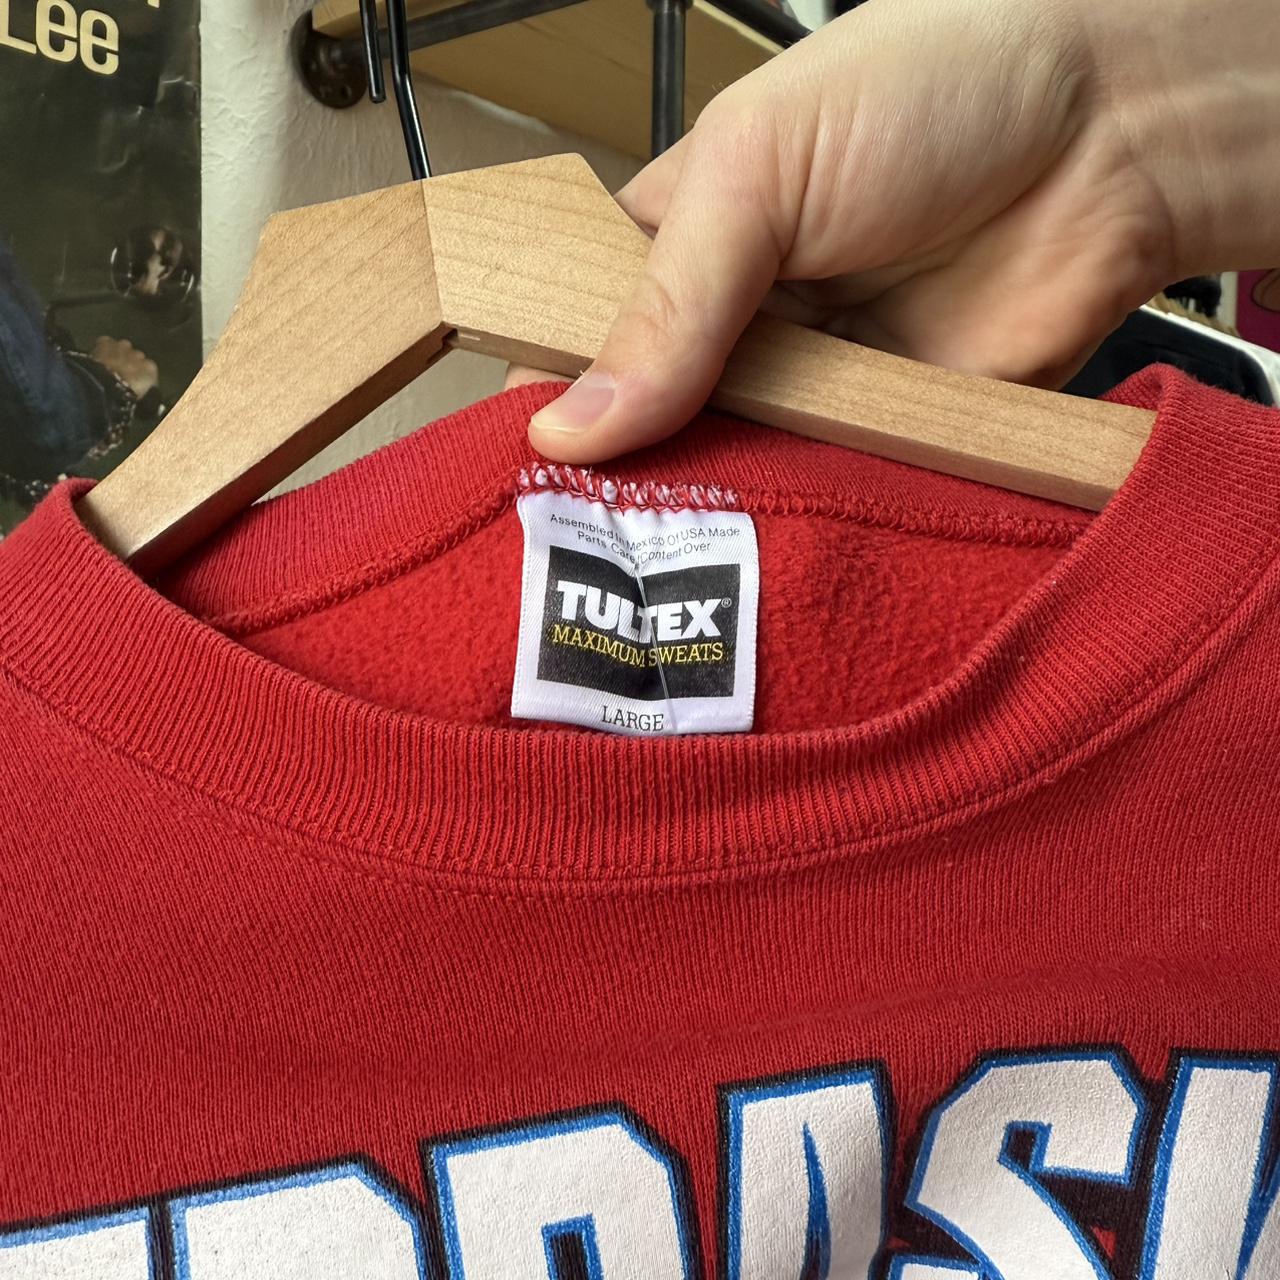 Lee
Assembled In Mexico Of USA Made
Parts Care/Content Over
TULTEX®
MAXIMUM SWEATS
LARGE